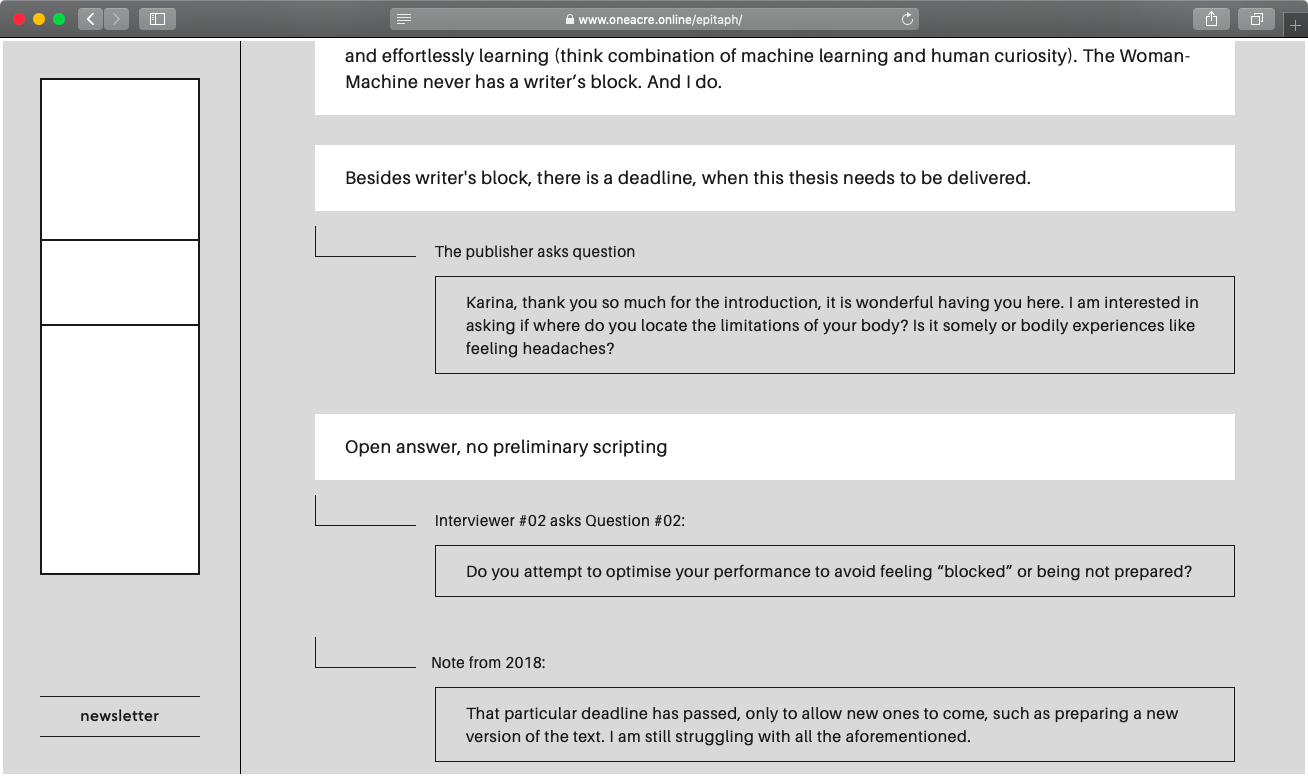 www.oneacre.online/epitaph/
and effortlessly learning (think combination of machine learning and human curiosity). The Woman-
Machine never has a writer’s block. And I do.
Besides writer's block, there is a deadline, when this thesis needs to be delivered.
The publisher asks question
Karina, thank you so much for the introduction, it is wonderful having you here. I am interested in
asking if where do you locate the limitations of your body? Is it somely or bodily experiences like
feeling headaches?
Open answer, no preliminary scripting
Interviewer #02 asks Question #02:
Do you attempt to optimise your performance to avoid feeling “blocked” or being not prepared?
Note from 2018:
That particular deadline has passed, only to allow new ones to come, such as preparing a new
version of the text. I am still struggling with all the aforementioned.
newsletter